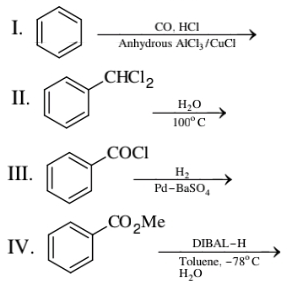 I.
CO, HCl
Anhydrous AlCl₃/CuCl
CHCl₂
II.
H₂O
100°C
COCl
III.
H₂
Pd-BaSO₄
CO₂Me
IV.
DIBAL-H
Toluene, -78°C
H₂O